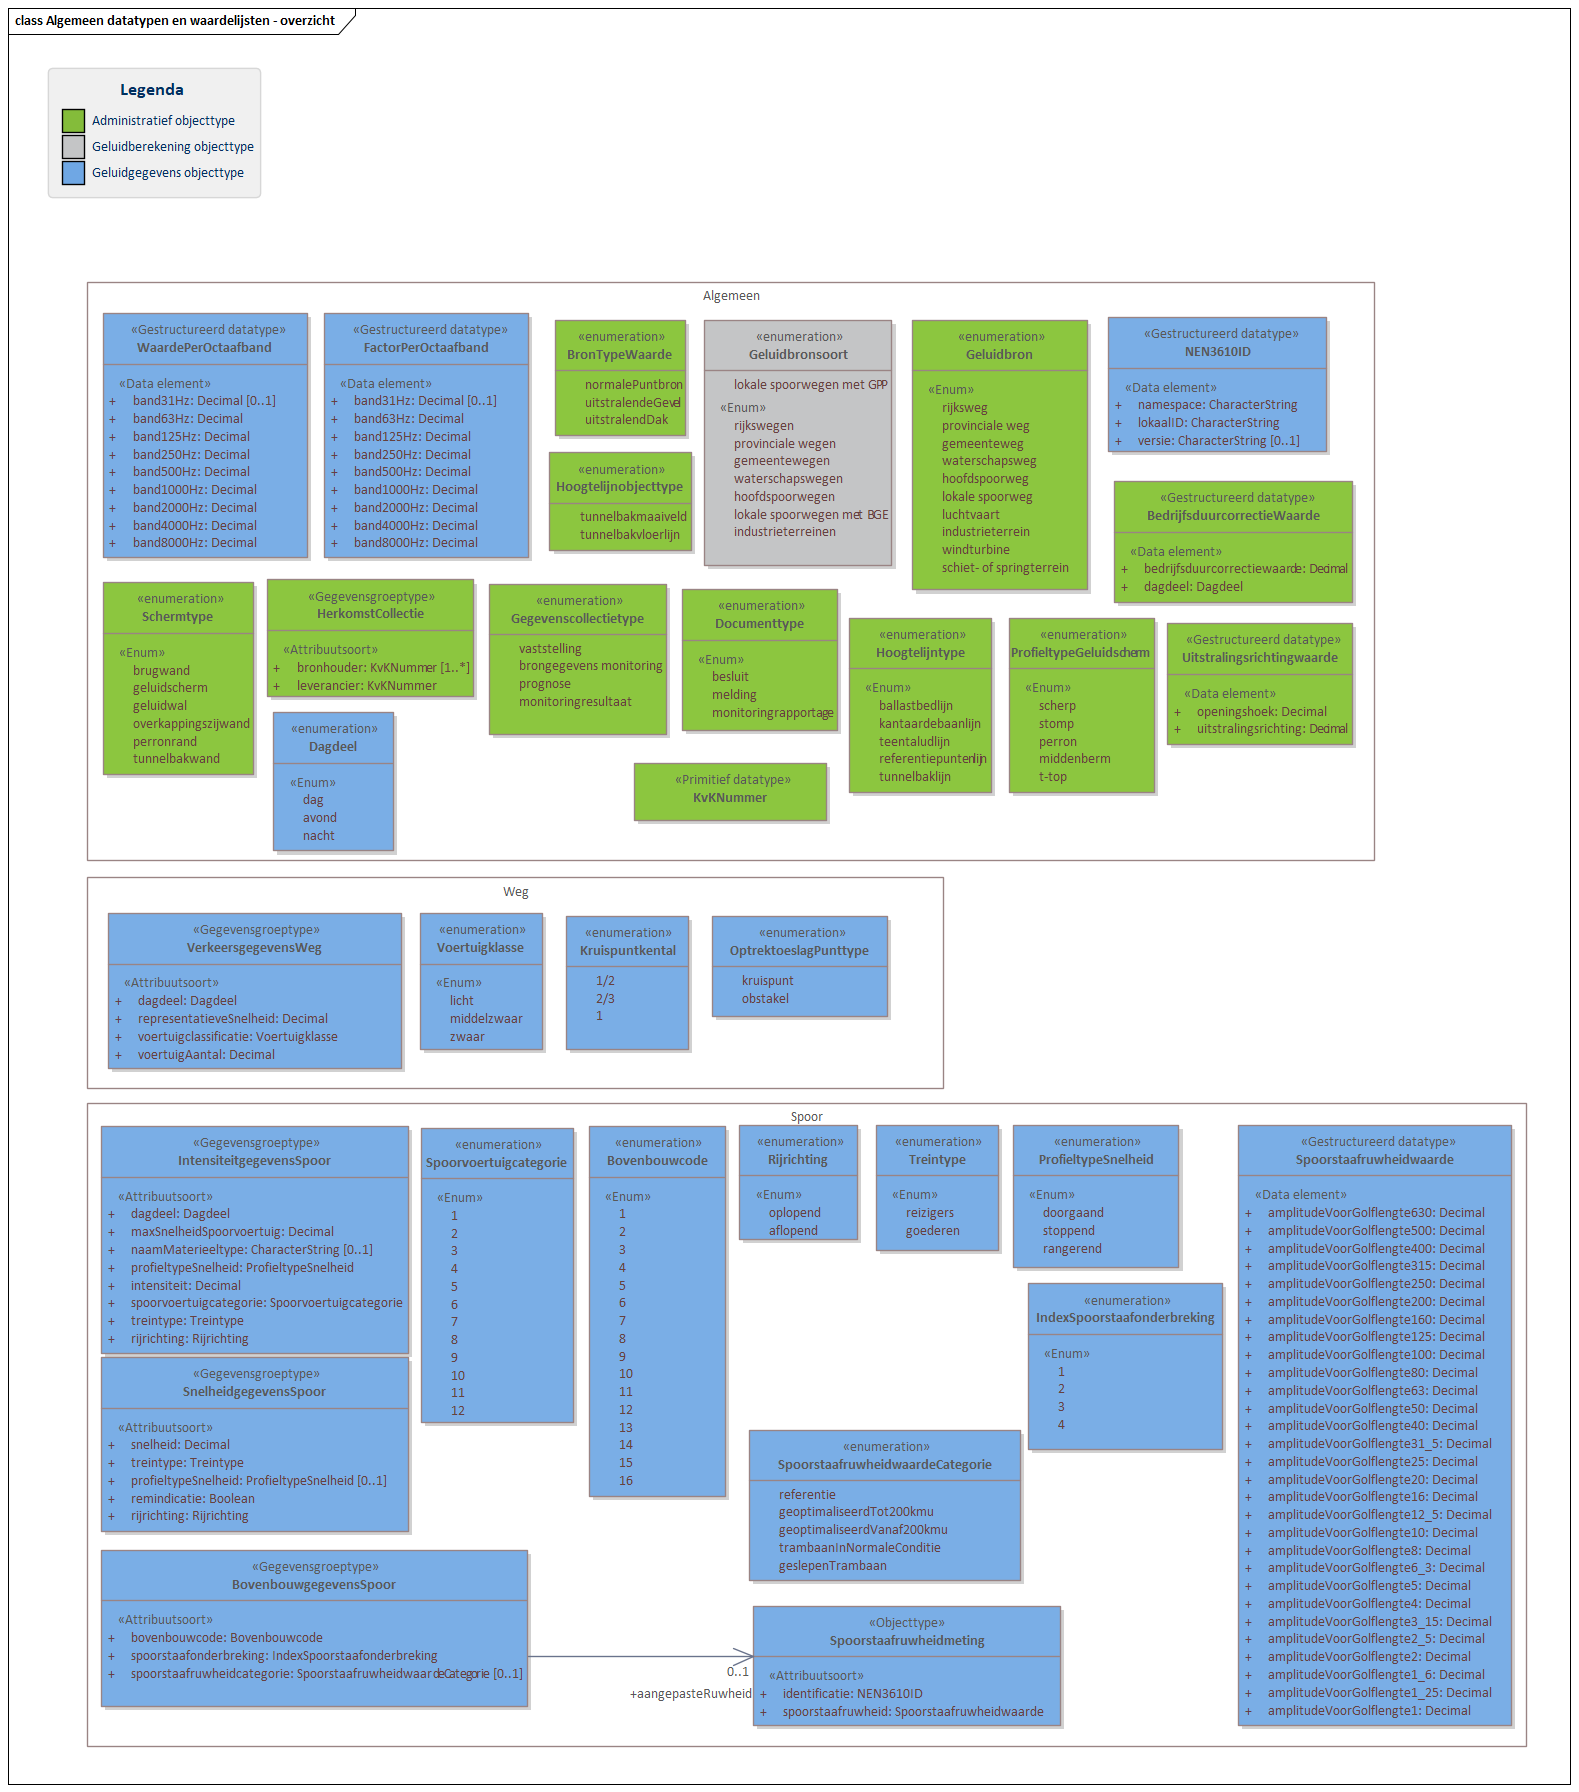 class Algemeen datatypen en waardelijsten - overzicht
Legenda
Administratief objecttype
Geluidberekening objecttype
Geluidgegevens objecttype
Algemeen
«Gestructureerd datatype»
WaardePerOctaafband
«Data element»
+ band31Hz: Decimal [0..1]
+ band63Hz: Decimal
+ band125Hz: Decimal
+ band250Hz: Decimal
+ band500Hz: Decimal
+ band1000Hz: Decimal
+ band2000Hz: Decimal
+ band4000Hz: Decimal
+ band8000Hz: Decimal
«Gestructureerd datatype»
FactorPerOctaafband
«Data element»
+ band31Hz: Decimal [0..1]
+ band63Hz: Decimal
+ band125Hz: Decimal
+ band250Hz: Decimal
+ band500Hz: Decimal
+ band1000Hz: Decimal
+ band2000Hz: Decimal
+ band4000Hz: Decimal
+ band8000Hz: Decimal
«enumeration»
BronTypeWaarde
normalePuntbron
uitstralendeGevel
uitstralendDak
«enumeration»
Hoogtelijnobjecttype
tunnelbakmaaiveld
tunnelbakvloerlijn
«enumeration»
Geluidbronsoort
lokale spoorwegen met GPP
«Enum»
rijkswegen
provinciale wegen
gemeentewegen
waterschapswegen
hoofdspoorwegen
lokale spoorwegen met BGE
industrieterreinen
«enumeration»
Geluidbron
«Enum»
rijksweg
provinciale weg
gemeenteweg
waterschapsweg
hoofdspoorweg
lokale spoorweg
luchtvaart
industrieterrein
windturbine
schiet- of springterrein
«Gestructureerd datatype»
NEN3610ID
«Data element»
+ namespace: CharacterString
+ lokaalID: CharacterString
+ versie: CharacterString [0..1]
«Gestructureerd datatype»
BedrijfsduurcorrectieWaarde
«Data element»
+ bedrijfsduurcorrectiewaarde: Decimal
+ dagdeel: Dagdeel
«enumeration»
Schermtype
«Enum»
brugwand
geluidscherm
geluidwal
overkappingszijwand
perronrand
tunnelbakwand
«Gegevensgroeptype»
HerkomstCollectie
«Attribuutsoort»
+ bronhouder: KvKNummer [1..*]
+ leverancier: KvKNummer
«enumeration»
Dagdeel
«Enum»
dag
avond
nacht
«enumeration»
Gegevenscollectietype
vaststelling
brongegevens monitoring
prognose
monitoringresultaat
«enumeration»
Documenttype
«Enum»
besluit
melding
monitoringrapportage
«Primitief datatype»
KvKNummer
«enumeration»
Hoogtelijntype
«Enum»
ballastbedlijn
kantaardebaanlijn
teentaludlijn
referentiepuntenlijn
tunnelbaklijn
«enumeration»
ProfieltypeGeluidscherm
«Enum»
scherp
stomp
perron
middenberm
t-top
«Gestructureerd datatype»
Uitstralingsrichtingwaarde
«Data element»
+ openingshoek: Decimal
+ uitstralingsrichting: Decimal
Weg
«Gegevensgroeptype»
VerkeersgegevensWeg
«Attribuutsoort»
+ dagdeel: Dagdeel
+ representatieveSnelheid: Decimal
+ voertuigclassificatie: Voertuigklasse
+ voertuigAantal: Decimal
«enumeration»
Voertuigklasse
«Enum»
licht
middelzwaar
zwaar
«enumeration»
Kruispuntkental
1/2
2/3
1
«enumeration»
OptrektoeslagPunttype
kruispunt
obstakel
Spoor
«Gegevensgroeptype»
IntensiteitgegevensSpoor
«Attribuutsoort»
+ dagdeel: Dagdeel
+ maxSnelheidSpoorvoertuig: Decimal
+ naamMaterieeltype: CharacterString [0..1]
+ profieltypeSnelheid: ProfieltypeSnelheid
+ intensiteit: Decimal
+ spoorvoertuigcategorie: Spoorvoertuigcategorie
+ treintype: Treintype
+ rijrichting: Rijrichting
«Gegevensgroeptype»
SnelheidgegevensSpoor
«Attribuutsoort»
+ snelheid: Decimal
+ treintype: Treintype
+ profieltypeSnelheid: ProfieltypeSnelheid [0..1]
+ remindicatie: Boolean
+ rijrichting: Rijrichting
«Gegevensgroeptype»
BovenbouwgegevensSpoor
«Attribuutsoort»
+ bovenbouwcode: Bovenbouwcode
+ spoorstaafonderbreking: IndexSpoorstaafonderbreking
+ spoorstaafruwheidcategorie: SpoorstaafruwheidwaardeCategorie [0..1]
«enumeration»
Spoorvoertuigcategorie
«Enum»
1
2
3
4
5
6
7
8
9
10
11
12
«enumeration»
Bovenbouwcode
«Enum»
1
2
3
4
5
6
7
8
9
10
11
12
13
14
15
16
«enumeration»
Rijrichting
«Enum»
oplopend
aflopend
«enumeration»
Treintype
«Enum»
reizigers
goederen
«enumeration»
ProfieltypeSnelheid
«Enum»
doorgaand
stoppend
rangerend
«enumeration»
IndexSpoorstaafonderbreking
«Enum»
1
2
3
4
«enumeration»
SpoorstaafruwheidwaardeCategorie
referentie
geoptimaliseerdTot200kmu
geoptimaliseerdVanaf200kmu
trambaanInNormaleConditie
geslepenTrambaan
0..1
+aangepasteRuwheid
«Objecttype»
Spoorstaafruwheidmeting
«Attribuutsoort»
+ identificatie: NEN3610ID
+ spoorstaafruwheid: Spoorstaafruwheidwaarde
«Gestructureerd datatype»
Spoorstaafruwheidwaarde
«Data element»
+ amplitudeVoorGolflengte630: Decimal
+ amplitudeVoorGolflengte500: Decimal
+ amplitudeVoorGolflengte400: Decimal
+ amplitudeVoorGolflengte315: Decimal
+ amplitudeVoorGolflengte250: Decimal
+ amplitudeVoorGolflengte200: Decimal
+ amplitudeVoorGolflengte160: Decimal
+ amplitudeVoorGolflengte125: Decimal
+ amplitudeVoorGolflengte100: Decimal
+ amplitudeVoorGolflengte80: Decimal
+ amplitudeVoorGolflengte63: Decimal
+ amplitudeVoorGolflengte50: Decimal
+ amplitudeVoorGolflengte40: Decimal
+ amplitudeVoorGolflengte31_5: Decimal
+ amplitudeVoorGolflengte25: Decimal
+ amplitudeVoorGolflengte20: Decimal
+ amplitudeVoorGolflengte16: Decimal
+ amplitudeVoorGolflengte12_5: Decimal
+ amplitudeVoorGolflengte10: Decimal
+ amplitudeVoorGolflengte8: Decimal
+ amplitudeVoorGolflengte6_3: Decimal
+ amplitudeVoorGolflengte5: Decimal
+ amplitudeVoorGolflengte4: Decimal
+ amplitudeVoorGolflengte3_15: Decimal
+ amplitudeVoorGolflengte2_5: Decimal
+ amplitudeVoorGolflengte2: Decimal
+ amplitudeVoorGolflengte1_6: Decimal
+ amplitudeVoorGolflengte1_25: Decimal
+ amplitudeVoorGolflengte1: Decimal